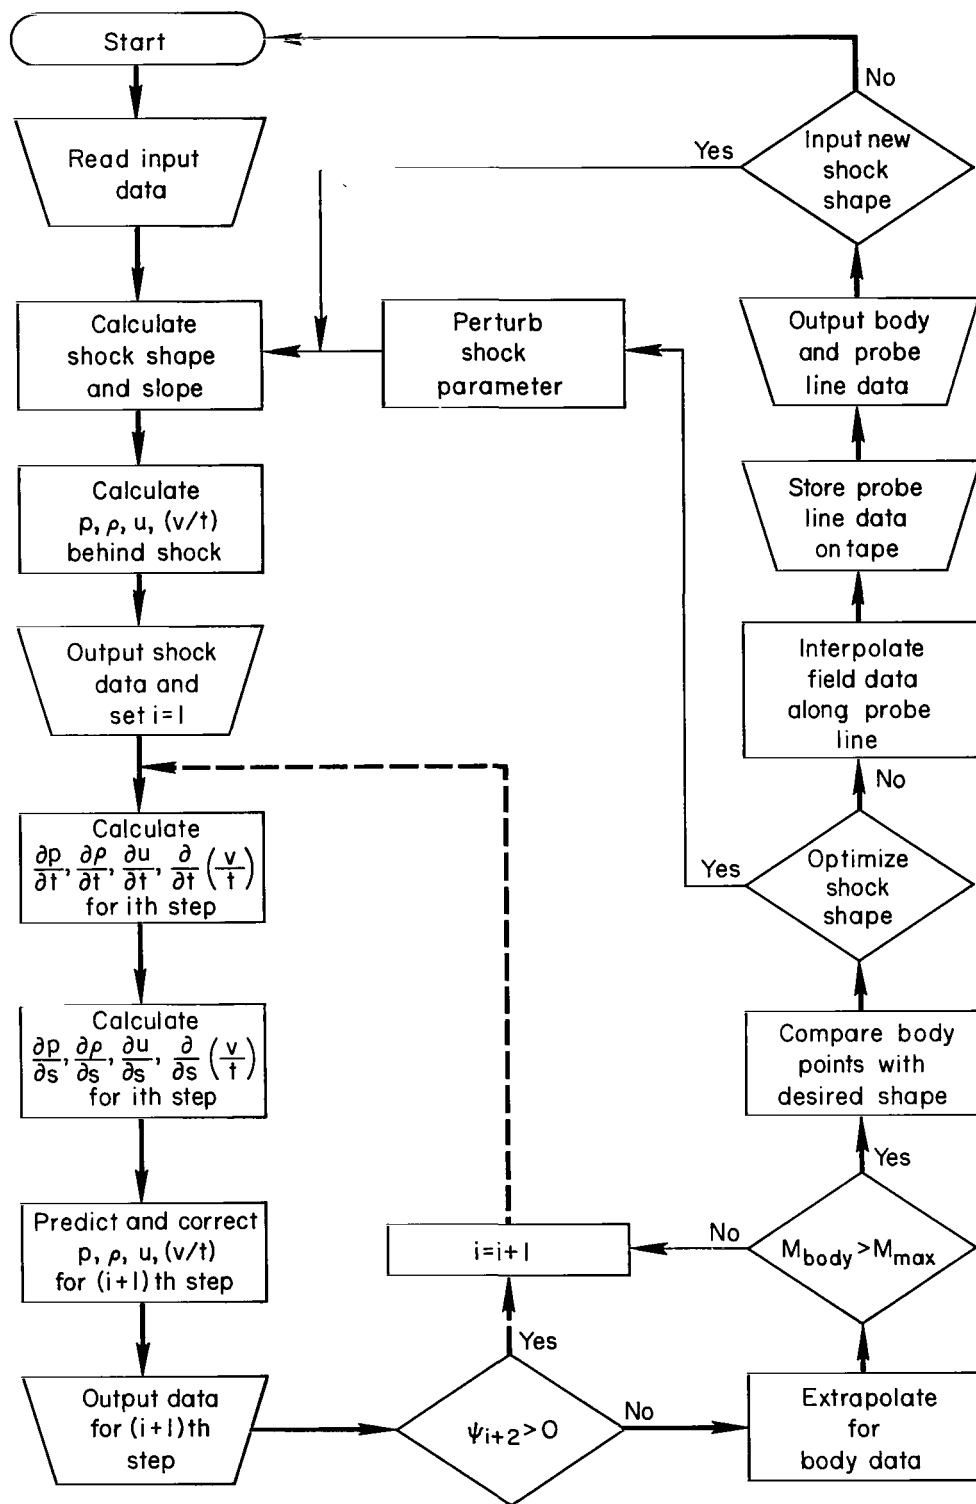 Start
Read input
data
Calculate
shock shape
and slope
Calculate
p, ρ, u, (v/t)
behind shock
Output shock
data and
set i=1
Calculate
∂p/∂t, ∂ρ/∂t, ∂u/∂t, ∂/∂t (v/t)
for ith step
Calculate
∂p/∂s, ∂ρ/∂s, ∂u/∂s, ∂/∂s (v/t)
for ith step
Predict and correct
p, ρ, u, (v/t)
for (i+1)th step
Output data
for (i+1)th
step
ψi+2>0
Yes
No
i=i+1
Extrapolate
for
body data
Mbody>Mmax
No
Yes
Compare body
points with
desired shape
Optimize
shock
shape
Yes
No
Perturb
shock
parameter
Interpolate
field data
along probe
line
Store probe
line data
on tape
Output body
and probe
line data
Input new
shock
shape
Yes
No